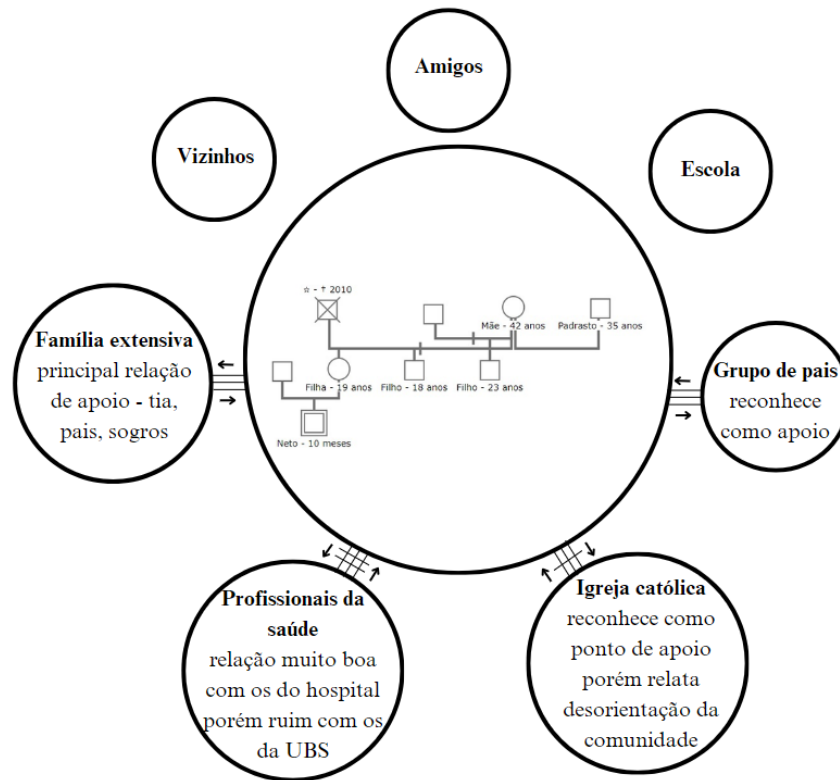 Amigos
Vizinhos
Escola
☆ - † 2010
Mãe - 42 anos
Padrasto - 35 anos
Filha - 19 anos
Filho - 18 anos
Filho - 23 anos
Neto - 10 meses
Família extensiva
principal relação
de apoio - tia,
pais, sogros
Grupo de pais
reconhece
como apoio
Profissionais da
saúde
relação muito boa
com os do hospital
porém ruim com os
da UBS
Igreja católica
reconhece como
ponto de apoio
porém relata
desorientação da
comunidade